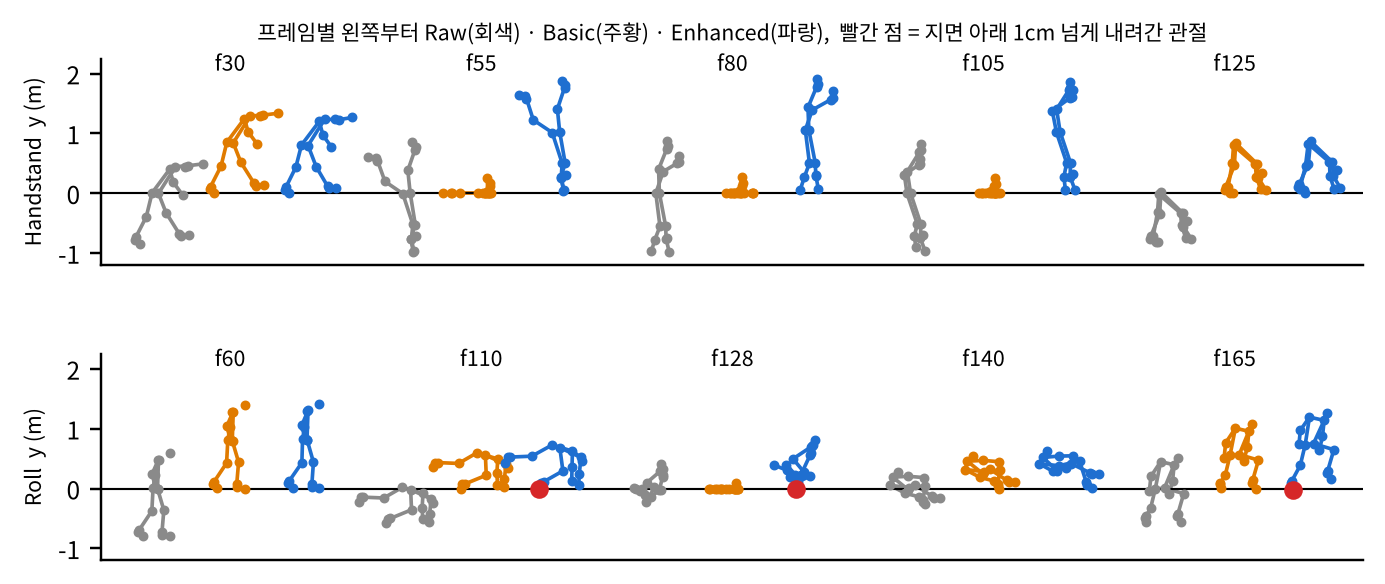 프레임별 왼쪽부터 Raw(회색) · Basic(주황) · Enhanced(파랑), 빨간 점 = 지면 아래 1cm 넘게 내려간 관절
f30 f55 f80 f105 f125
Handstand y (m)
2
1
0
-1
f60 f110 f128 f140 f165
Roll y (m)
2
1
0
-1